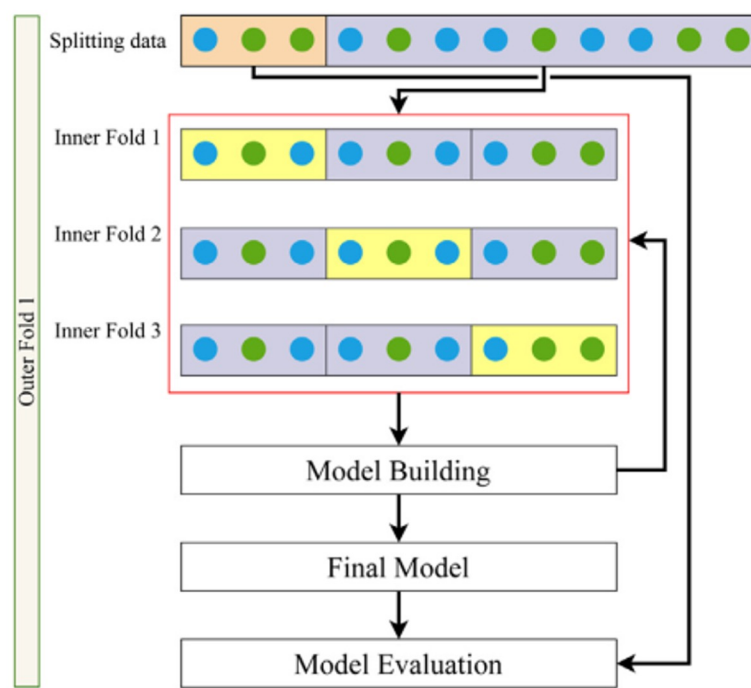 Splitting data
Inner Fold 1
Inner Fold 2
Inner Fold 3
Outer Fold 1
Model Building
Final Model
Model Evaluation